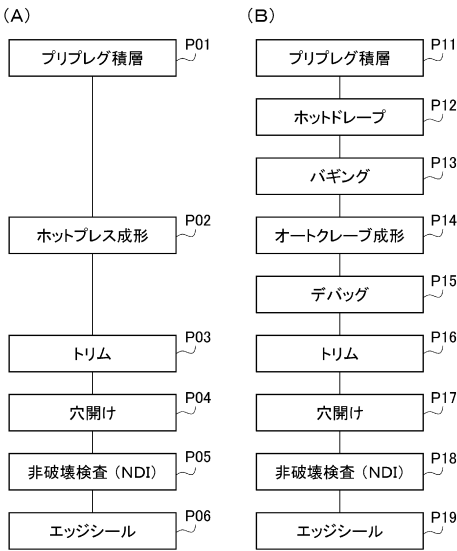 (A)
プリプレグ積層 P01
ホットプレス成形 P02
トリム P03
穴開け P04
非破壊検査(NDI) P05
エッジシール P06
(B)
プリプレグ積層 P11
ホットドレープ P12
バギング P13
オートクレーブ成形 P14
デバッグ P15
トリム P16
穴開け P17
非破壊検査(NDI) P18
エッジシール P19